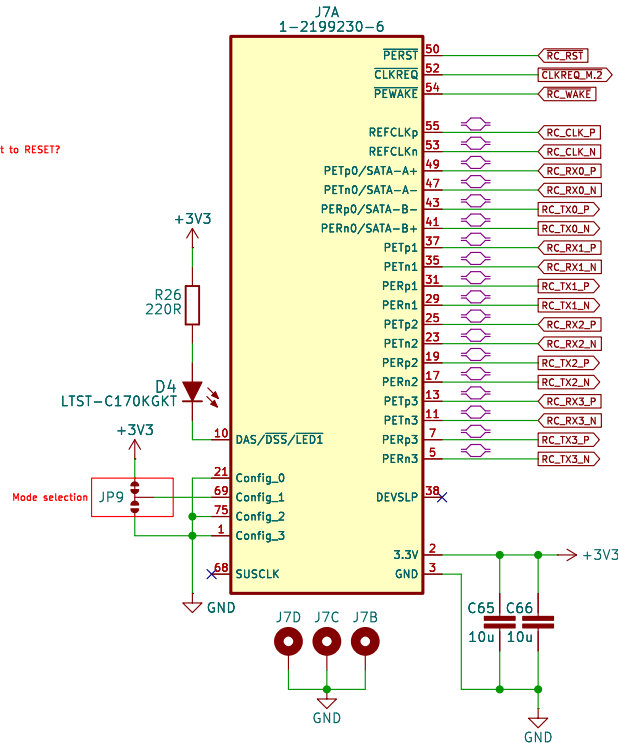 J7A
1-2199230-6
PERST 50 RC_RST
CLKREQ 52 CLKREQ_M.2
PEWAKE 54 RC_WAKE
REFCLKp 55 RC_CLK_P
t to RESET?
REFCLKn 53 RC_CLK_N
PETp0/SATA-A+ 49 RC_RX0_P
PETn0/SATA-A- 47 RC_RX0_N
PERp0/SATA-B- 43 RC_TX0_P
+3V3
PERn0/SATA-B+ 41 RC_TX0_N
PETp1 37 RC_RX1_P
PETn1 35 RC_RX1_N
PERp1 31 RC_TX1_P
R26
220R
PERn1 29 RC_TX1_N
PETp2 25 RC_RX2_P
PETn2 23 RC_RX2_N
PERp2 19 RC_TX2_P
PERn2 17 RC_TX2_N
D4
LTST-C170KGKT
PETp3 13 RC_RX3_P
PETn3 11 RC_RX3_N
+3V3
10 DAS/DSS/LED1
PERp3 7 RC_TX3_P
PERn3 5 RC_TX3_N
21 Config_0
Mode selection JP9
69 Config_1
DEVSLP 38
75 Config_2
1 Config_3
3.3V 2 +3V3
68 SUSCLK
GND 3
GND
J7D J7C J7B
C65 C66
10u 10u
GND
GND